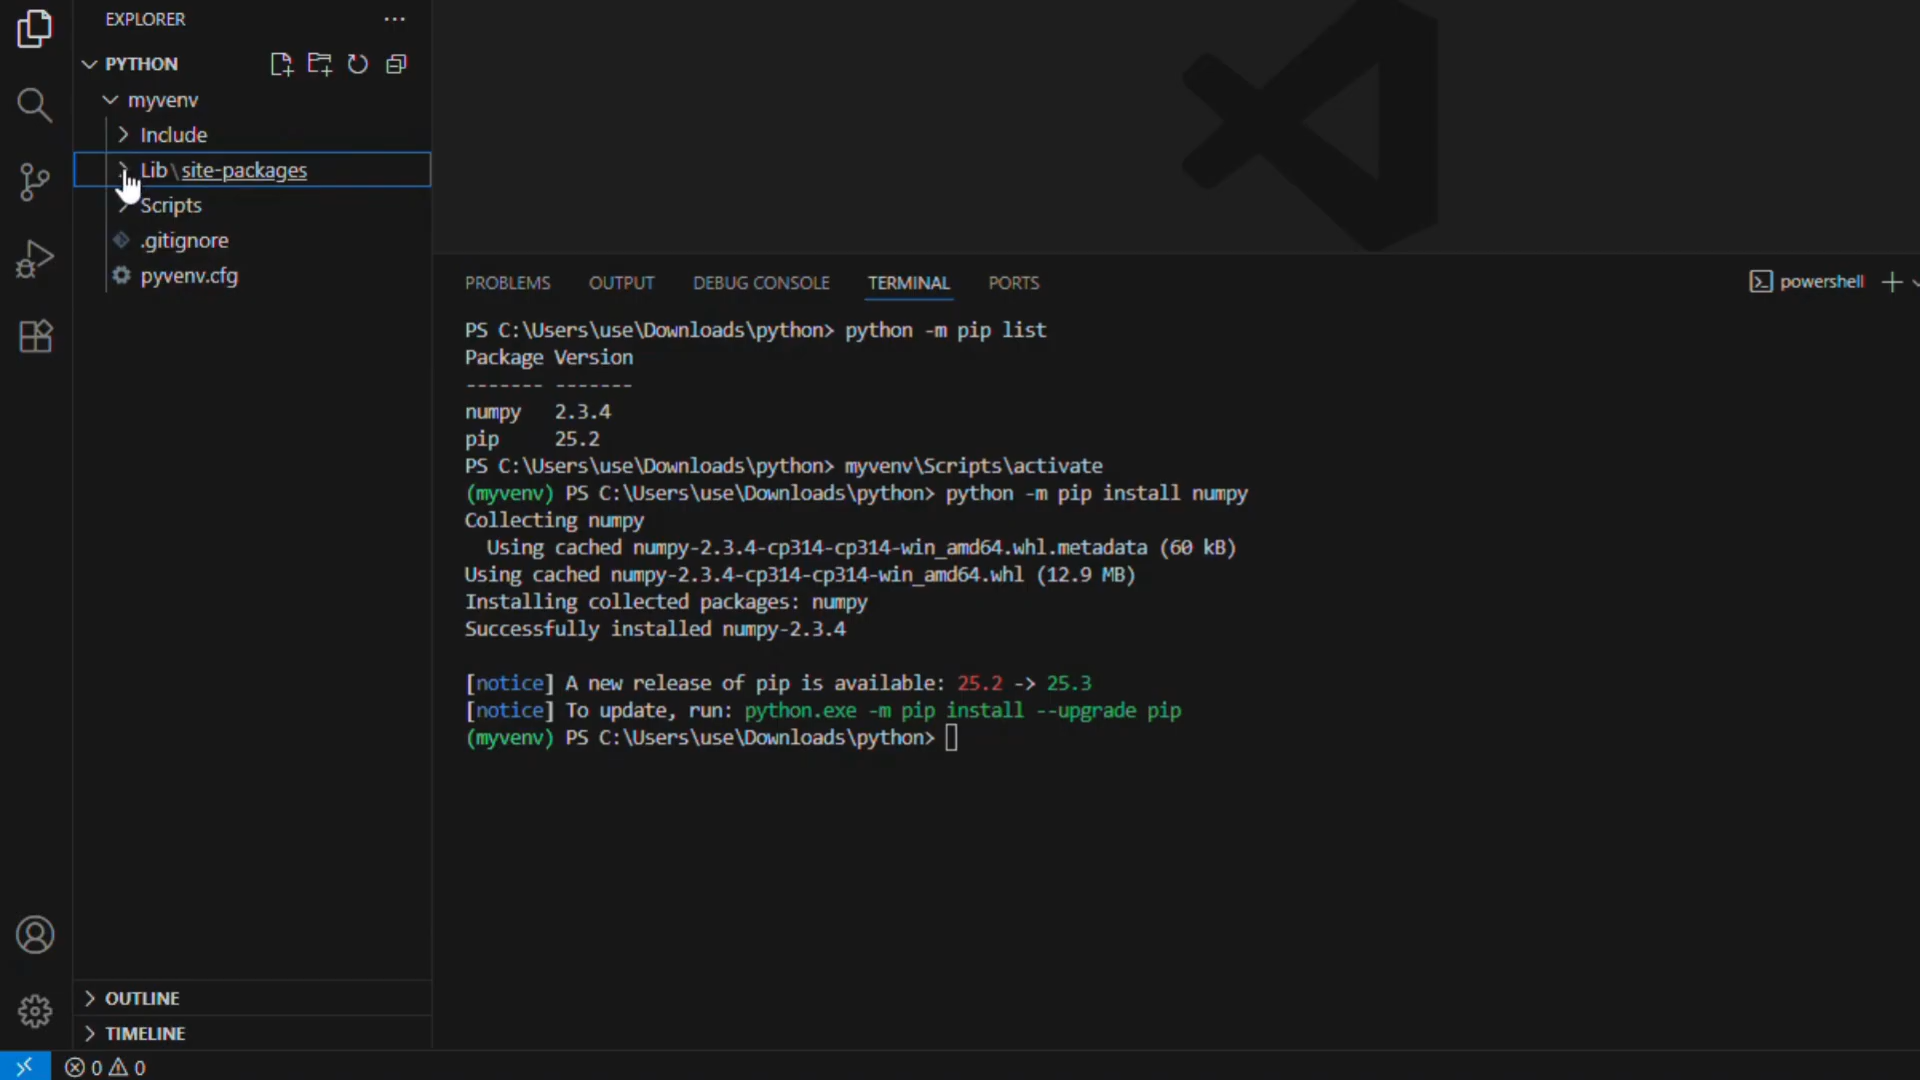 EXPLORER
PYTHON
myvenv
Include
Lib\site-packages
Scripts
.gitignore
pyvenv.cfg
OUTLINE
TIMELINE
0 0
PROBLEMS OUTPUT DEBUG CONSOLE TERMINAL PORTS
powershell
PS C:\Users\use\Downloads\python> python -m pip list
Package Version
------- -------
numpy   2.3.4
pip     25.2
PS C:\Users\use\Downloads\python> myvenv\Scripts\activate
(myvenv) PS C:\Users\use\Downloads\python> python -m pip install numpy
Collecting numpy
  Using cached numpy-2.3.4-cp314-cp314-win_amd64.whl.metadata (60 kB)
Using cached numpy-2.3.4-cp314-cp314-win_amd64.whl (12.9 MB)
Installing collected packages: numpy
Successfully installed numpy-2.3.4
[notice] A new release of pip is available: 25.2 -> 25.3
[notice] To update, run: python.exe -m pip install --upgrade pip
(myvenv) PS C:\Users\use\Downloads\python>